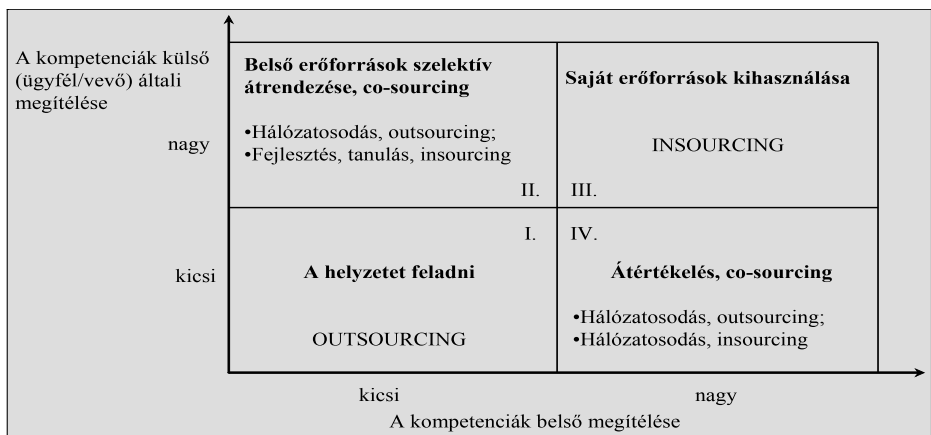 A kompetenciák külső
(ügyfél/vevő) általi
megítélése
nagy
Belső erőforrások szelektív
átrendezése, co-sourcing
•Hálózatosodás, outsourcing;
•Fejlesztés, tanulás, insourcing
II.
Saját erőforrások kihasználása
INSOURCING
III.
kicsi
I.
A helyzetet feladni
OUTSOURCING
IV.
Átértékelés, co-sourcing
•Hálózatosodás, outsourcing;
•Hálózatosodás, insourcing
kicsi
nagy
A kompetenciák belső megítélése